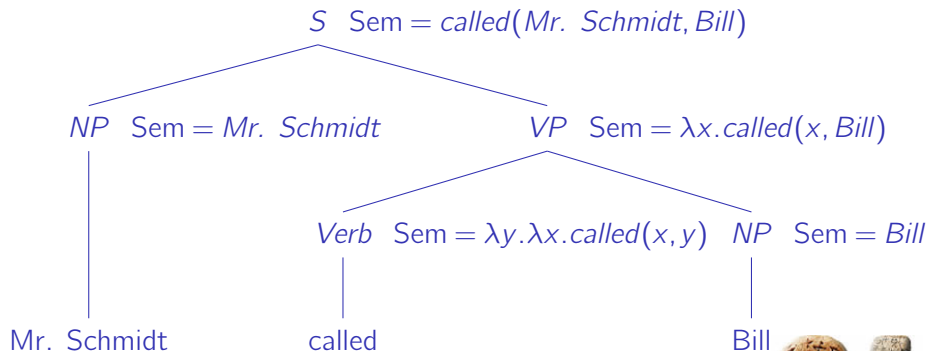 S Sem = called(Mr. Schmidt, Bill)
NP Sem = Mr. Schmidt VP Sem = λx.called(x, Bill)
Verb Sem = λy.λx.called(x, y) NP Sem = Bill
Mr. Schmidt called Bill